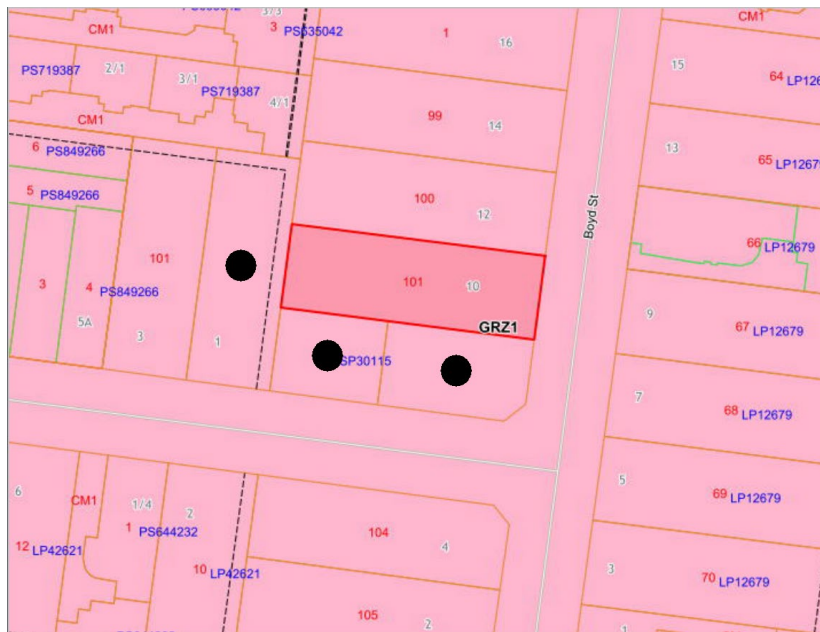 3
PS635042
1
16
CM1
CM1
PS719387
2/1
3/1
PS719387
4/1
CM1
99
14
15
64
13
65
6
PS849266
5
PS849266
100
12
Boyd St
66
LP12679
101
101
10
3
4
PS849266
5A
3
1
GRZ1
SP30115
9
67
LP12679
7
68
LP12679
6
CM1
1/4
2
1
PS644232
12
LP42621
10
LP42621
104
4
5
69
LP12679
3
70
LP12679
105
2